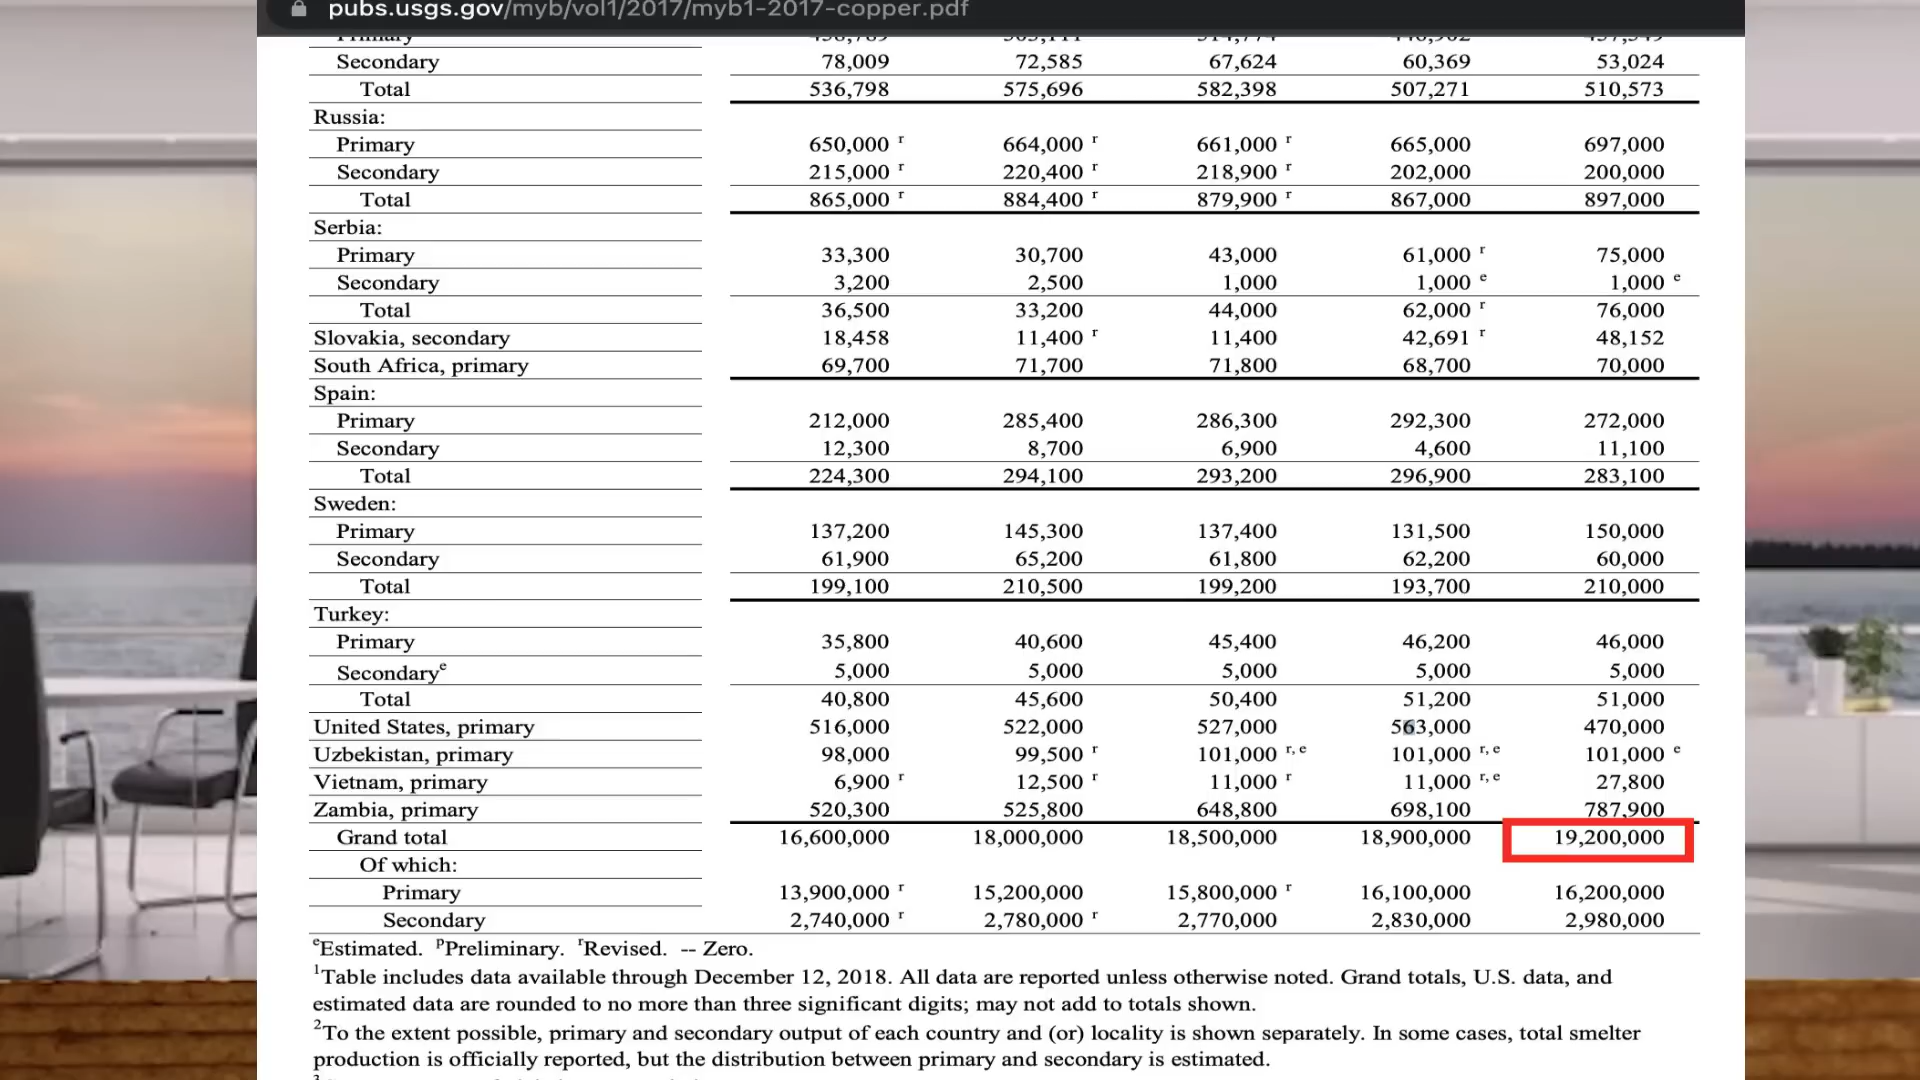 pubs.usgs.gov/myb/vol1/2017/myb1-2017-copper.pdf
Secondary 78,009 72,585 67,624 60,369 53,024
Total 536,798 575,696 582,398 507,271 510,573
Russia:
Primary 650,000 r 664,000 r 661,000 r 665,000 697,000
Secondary 215,000 r 220,400 r 218,900 r 202,000 200,000
Total 865,000 r 884,400 r 879,900 r 867,000 897,000
Serbia:
Primary 33,300 30,700 43,000 61,000 r 75,000
Secondary 3,200 2,500 1,000 1,000 e 1,000 e
Total 36,500 33,200 44,000 62,000 r 76,000
Slovakia, secondary 18,458 11,400 r 11,400 42,691 r 48,152
South Africa, primary 69,700 71,700 71,800 68,700 70,000
Spain:
Primary 212,000 285,400 286,300 292,300 272,000
Secondary 12,300 8,700 6,900 4,600 11,100
Total 224,300 294,100 293,200 296,900 283,100
Sweden:
Primary 137,200 145,300 137,400 131,500 150,000
Secondary 61,900 65,200 61,800 62,200 60,000
Total 199,100 210,500 199,200 193,700 210,000
Turkey:
Primary 35,800 40,600 45,400 46,200 46,000
Secondary e 5,000 5,000 5,000 5,000 5,000
Total 40,800 45,600 50,400 51,200 51,000
United States, primary 516,000 522,000 527,000 563,000 470,000
Uzbekistan, primary 98,000 99,500 r 101,000 r, e 101,000 r, e 101,000 e
Vietnam, primary 6,900 r 12,500 r 11,000 r 11,000 r, e 27,800
Zambia, primary 520,300 525,800 648,800 698,100 787,900
Grand total 16,600,000 18,000,000 18,500,000 18,900,000 19,200,000
Of which:
Primary 13,900,000 r 15,200,000 15,800,000 r 16,100,000 16,200,000
Secondary 2,740,000 r 2,780,000 r 2,770,000 2,830,000 2,980,000
eEstimated. pPreliminary. rRevised. -- Zero.
1Table includes data available through December 12, 2018. All data are reported unless otherwise noted. Grand totals, U.S. data, and
estimated data are rounded to no more than three significant digits; may not add to totals shown.
2To the extent possible, primary and secondary output of each country and (or) locality is shown separately. In some cases, total smelter
production is officially reported, but the distribution between primary and secondary is estimated.